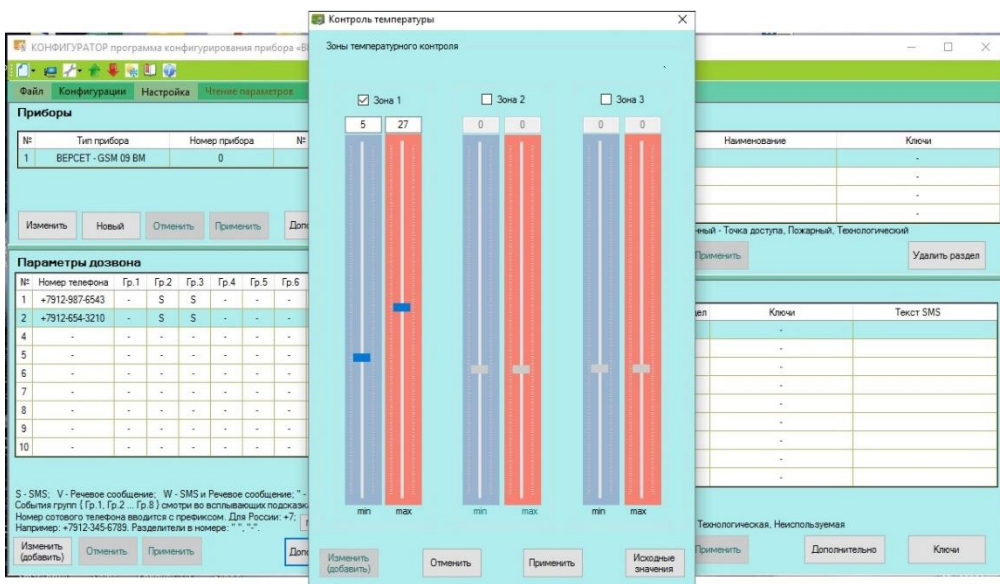 Контроль температуры
Зоны температурного контроля
Зона 1
Зона 2
Зона 3
5 27 0 0 0 0
min max min max min max
Изменить (добавить)
Отменить
Применить
Исходные значения
КОНФИГУРАТОР программа конфигурирования прибора
Файл Конфигурации Настройка Чтение параметров
Приборы
№ Тип прибора Номер прибора №
1 ВЕРСЕТ - GSM 09 ВМ 0
Изменить Новый Отменить Применить
Параметры дозвона
№ Номер телефона Гр.1 Гр.2 Гр.3 Гр.4 Гр.5 Гр.6
1 +7912-987-6543 - S S - - -
2 +7912-654-3210 - S S - - -
4 - - - - - - -
5 - - - - - - -
6 - - - - - - -
7 - - - - - - -
8 - - - - - - -
9 - - - - - - -
10 - - - - - - -
S - SMS; V - Речевое сообщение; W - SMS и Речевое сообщение; " -
События групп ( Гр.1, Гр.2 ... Гр.8 ) смотри во всплывающих
Номер сотового телефона вводится с префиксом. Для России: +7;
Например: +7912-345-6789. Разделители в номере: " ", "-".
Изменить (добавить)
Отменить
Применить
Наименование Ключи
-
-
-
-
- Точка доступа, Пожарный, Технологический
Применить
Удалить раздел
Ключи Текст SMS
-
-
-
-
-
-
-
-
-
Технологическая, Неиспользуемая
Применить
Дополнительно
Ключи